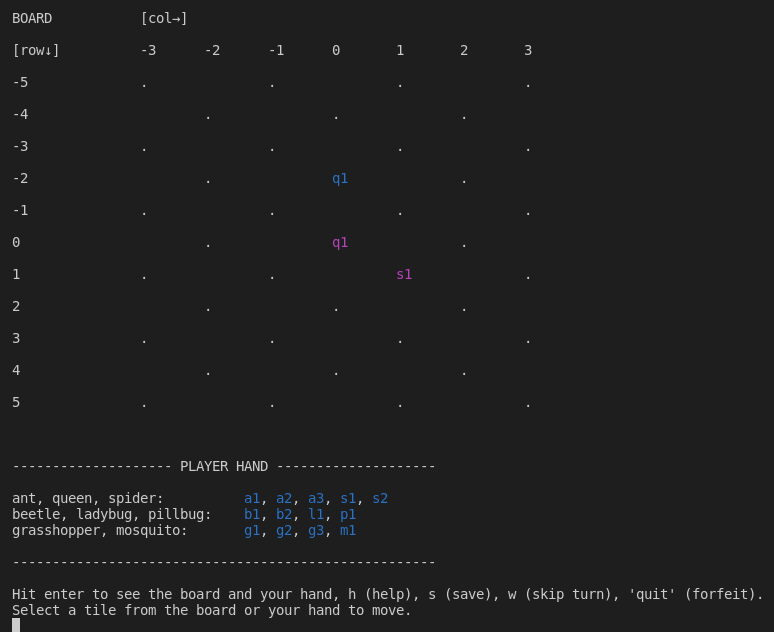 BOARD           [col→]
[row↓]          -3      -2      -1      0       1       2       3
-5              .               .               .               .
-4                      .               .               .
-3              .               .               .               .
-2                      .               q1              .
-1              .               .               .               .
0                       .               q1              .
1               .               .               s1              .
2                       .               .               .
3               .               .               .               .
4                       .               .               .
5               .               .               .               .
-------------------- PLAYER HAND --------------------
ant, queen, spider:          a1, a2, a3, s1, s2
beetle, ladybug, pillbug:    b1, b2, l1, p1
grasshopper, mosquito:       g1, g2, g3, m1
-----------------------------------------------------
Hit enter to see the board and your hand, h (help), s (save), w (skip turn), 'quit' (forfeit).
Select a tile from the board or your hand to move.